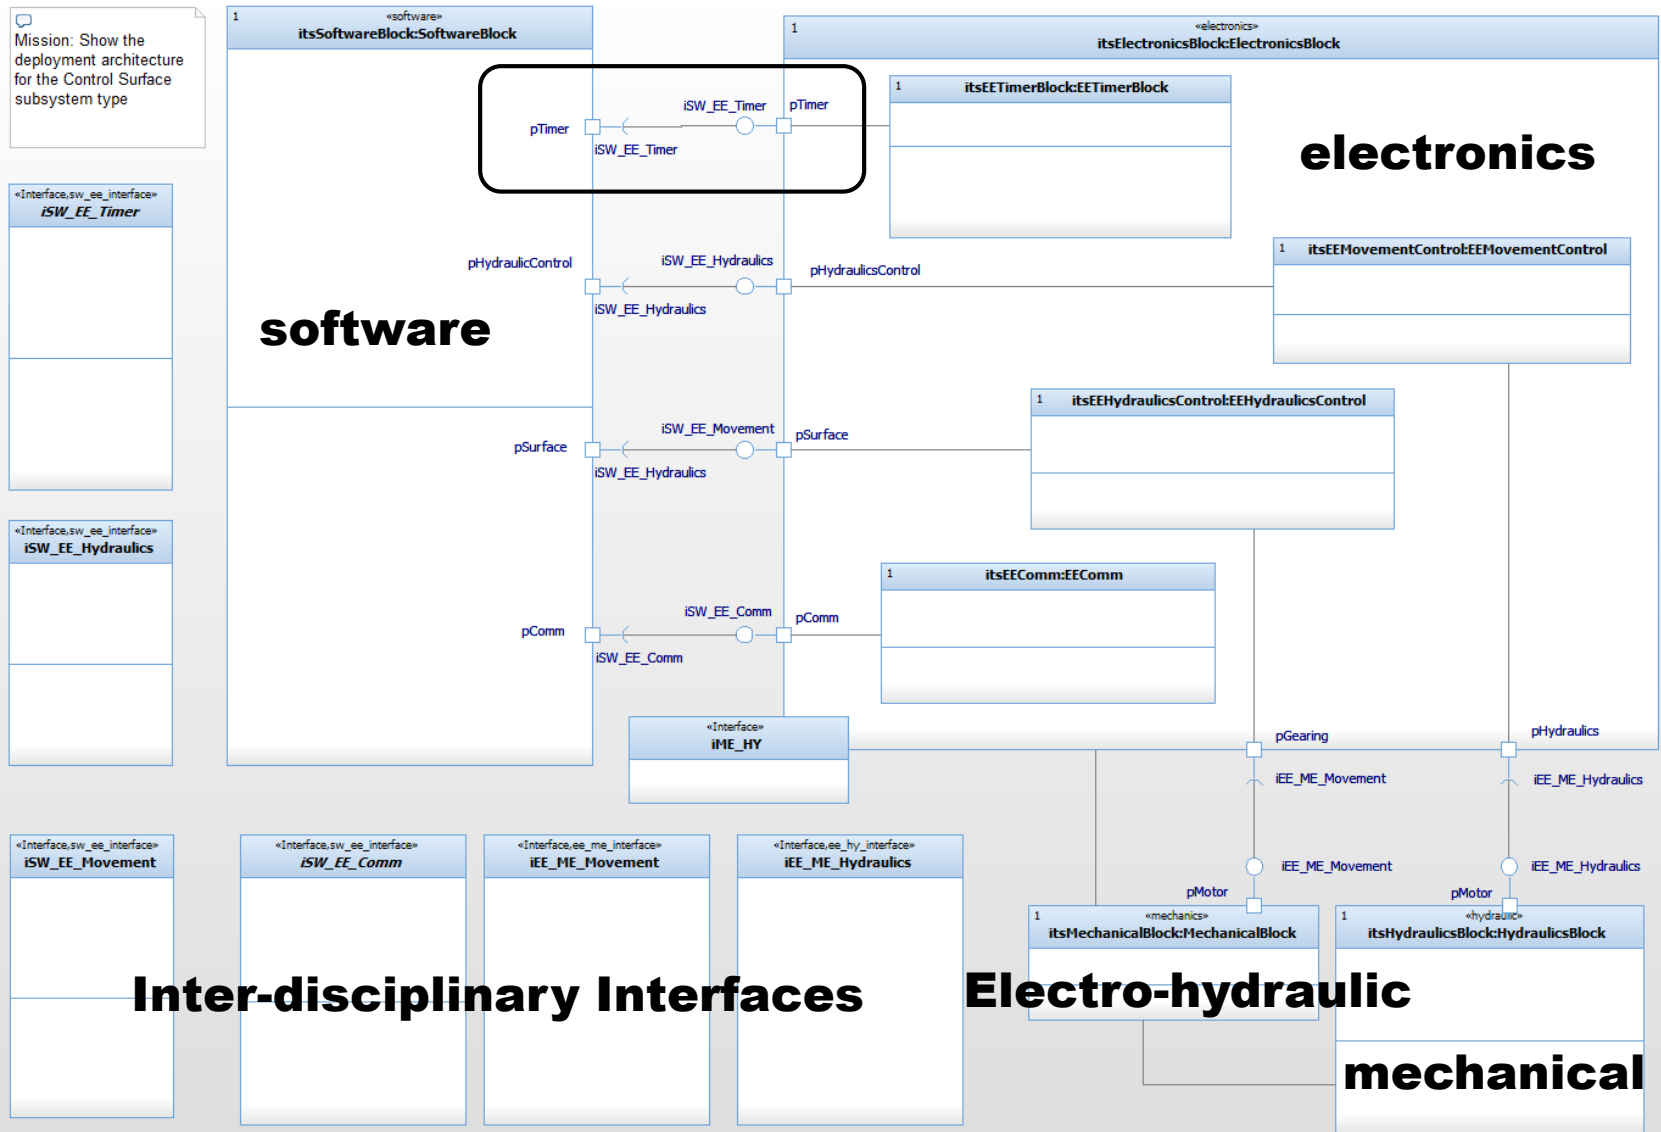 Mission: Show the
deployment architecture
for the Control Surface
subsystem type
1
«software»
itsSoftwareBlock:SoftwareBlock
1
«electronics»
itsElectronicsBlock:ElectronicsBlock
1
itsEETimerBlock:EETimerBlock
iSW_EE_Timer
pTimer
pTimer
iSW_EE_Timer
electronics
«Interface,sw_ee_interface»
iSW_EE_Timer
1
itsEEMovementControl:EEMovementControl
pHydraulicControl
iSW_EE_Hydraulics
pHydraulicsControl
iSW_EE_Hydraulics
software
1
itsEEHydraulicsControl:EEHydraulicsControl
pSurface
iSW_EE_Movement
pSurface
iSW_EE_Hydraulics
«Interface,sw_ee_interface»
iSW_EE_Hydraulics
1
itsEEComm:EEComm
pComm
iSW_EE_Comm
pComm
iSW_EE_Comm
«Interface»
iME_HY
pGearing
pHydraulics
iEE_ME_Movement
iEE_ME_Hydraulics
«Interface,sw_ee_interface»
iSW_EE_Movement
«Interface,sw_ee_interface»
iSW_EE_Comm
«Interface,ee_me_interface»
iEE_ME_Movement
«Interface,ee_hy_interface»
iEE_ME_Hydraulics
iEE_ME_Movement
iEE_ME_Hydraulics
pMotor
pMotor
1
«mechanics»
itsMechanicalBlock:MechanicalBlock
1
«hydraulic»
itsHydraulicsBlock:HydraulicsBlock
Inter-disciplinary Interfaces
Electro-hydraulic
mechanical